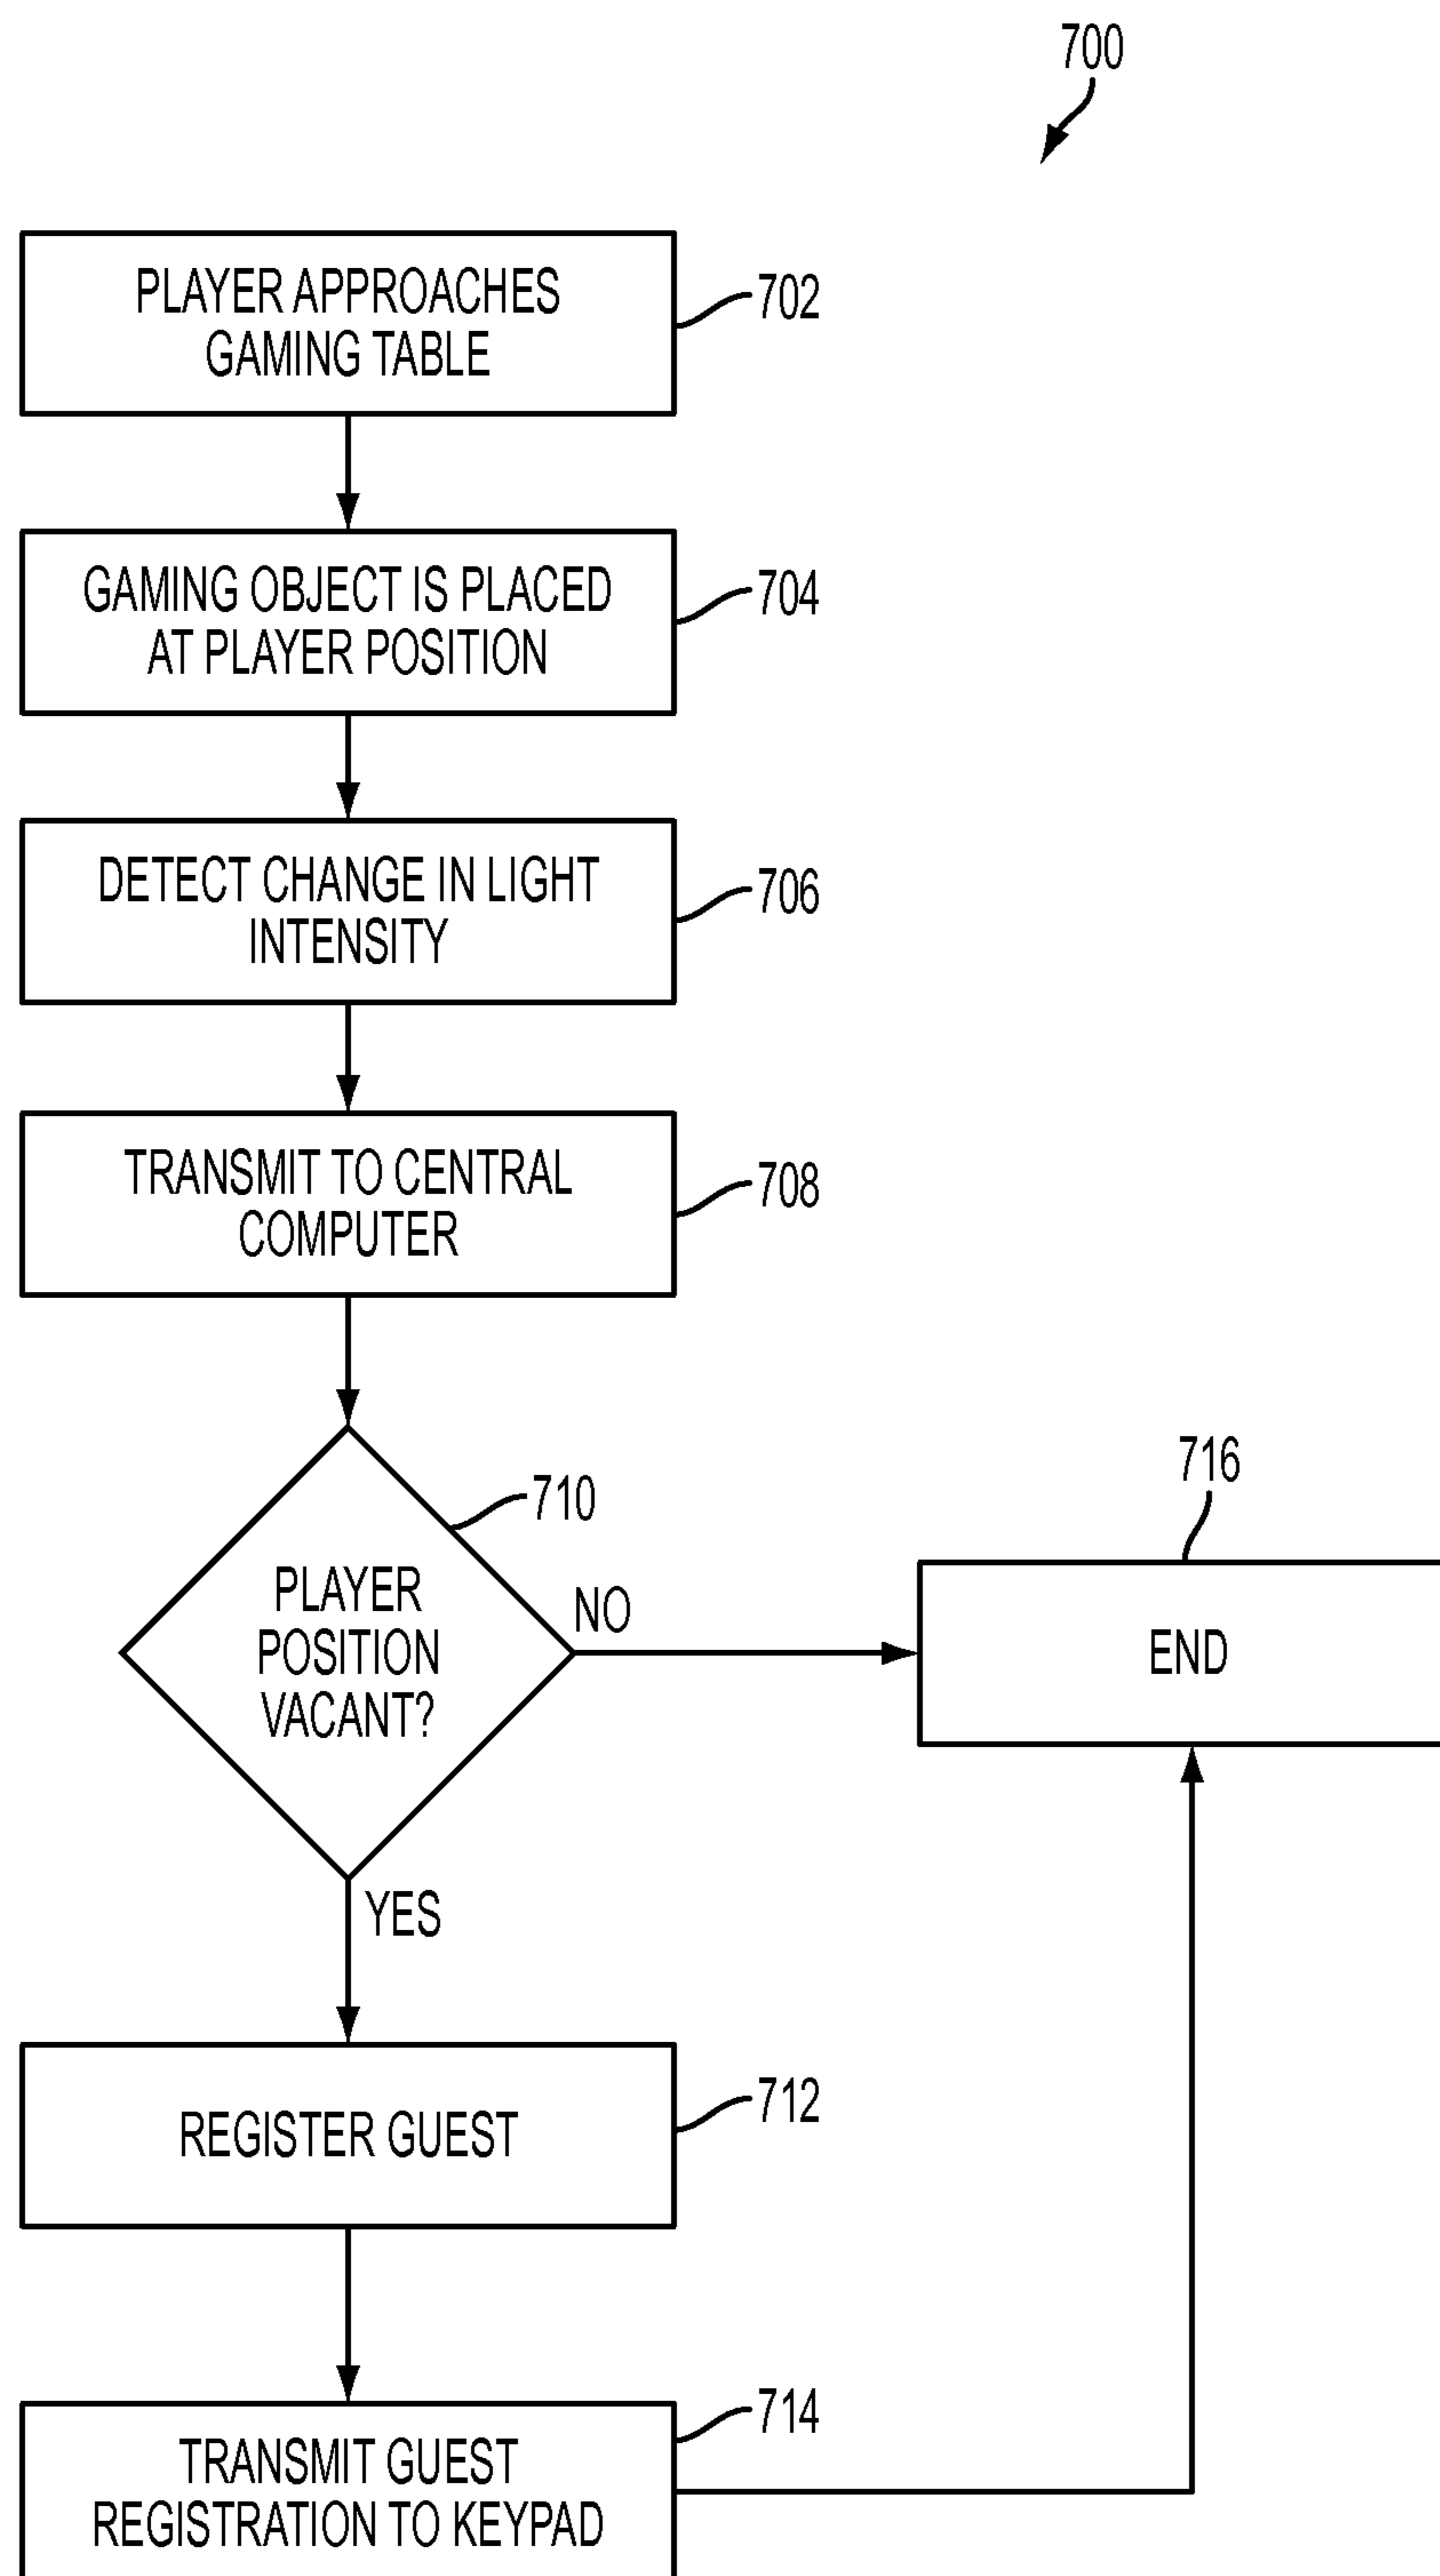 700
PLAYER APPROACHES
GAMING TABLE
702
GAMING OBJECT IS PLACED
AT PLAYER POSITION
704
DETECT CHANGE IN LIGHT
INTENSITY
706
TRANSMIT TO CENTRAL
COMPUTER
708
710
PLAYER
POSITION
VACANT?
NO
716
END
YES
REGISTER GUEST
712
TRANSMIT GUEST
REGISTRATION TO KEYPAD
714